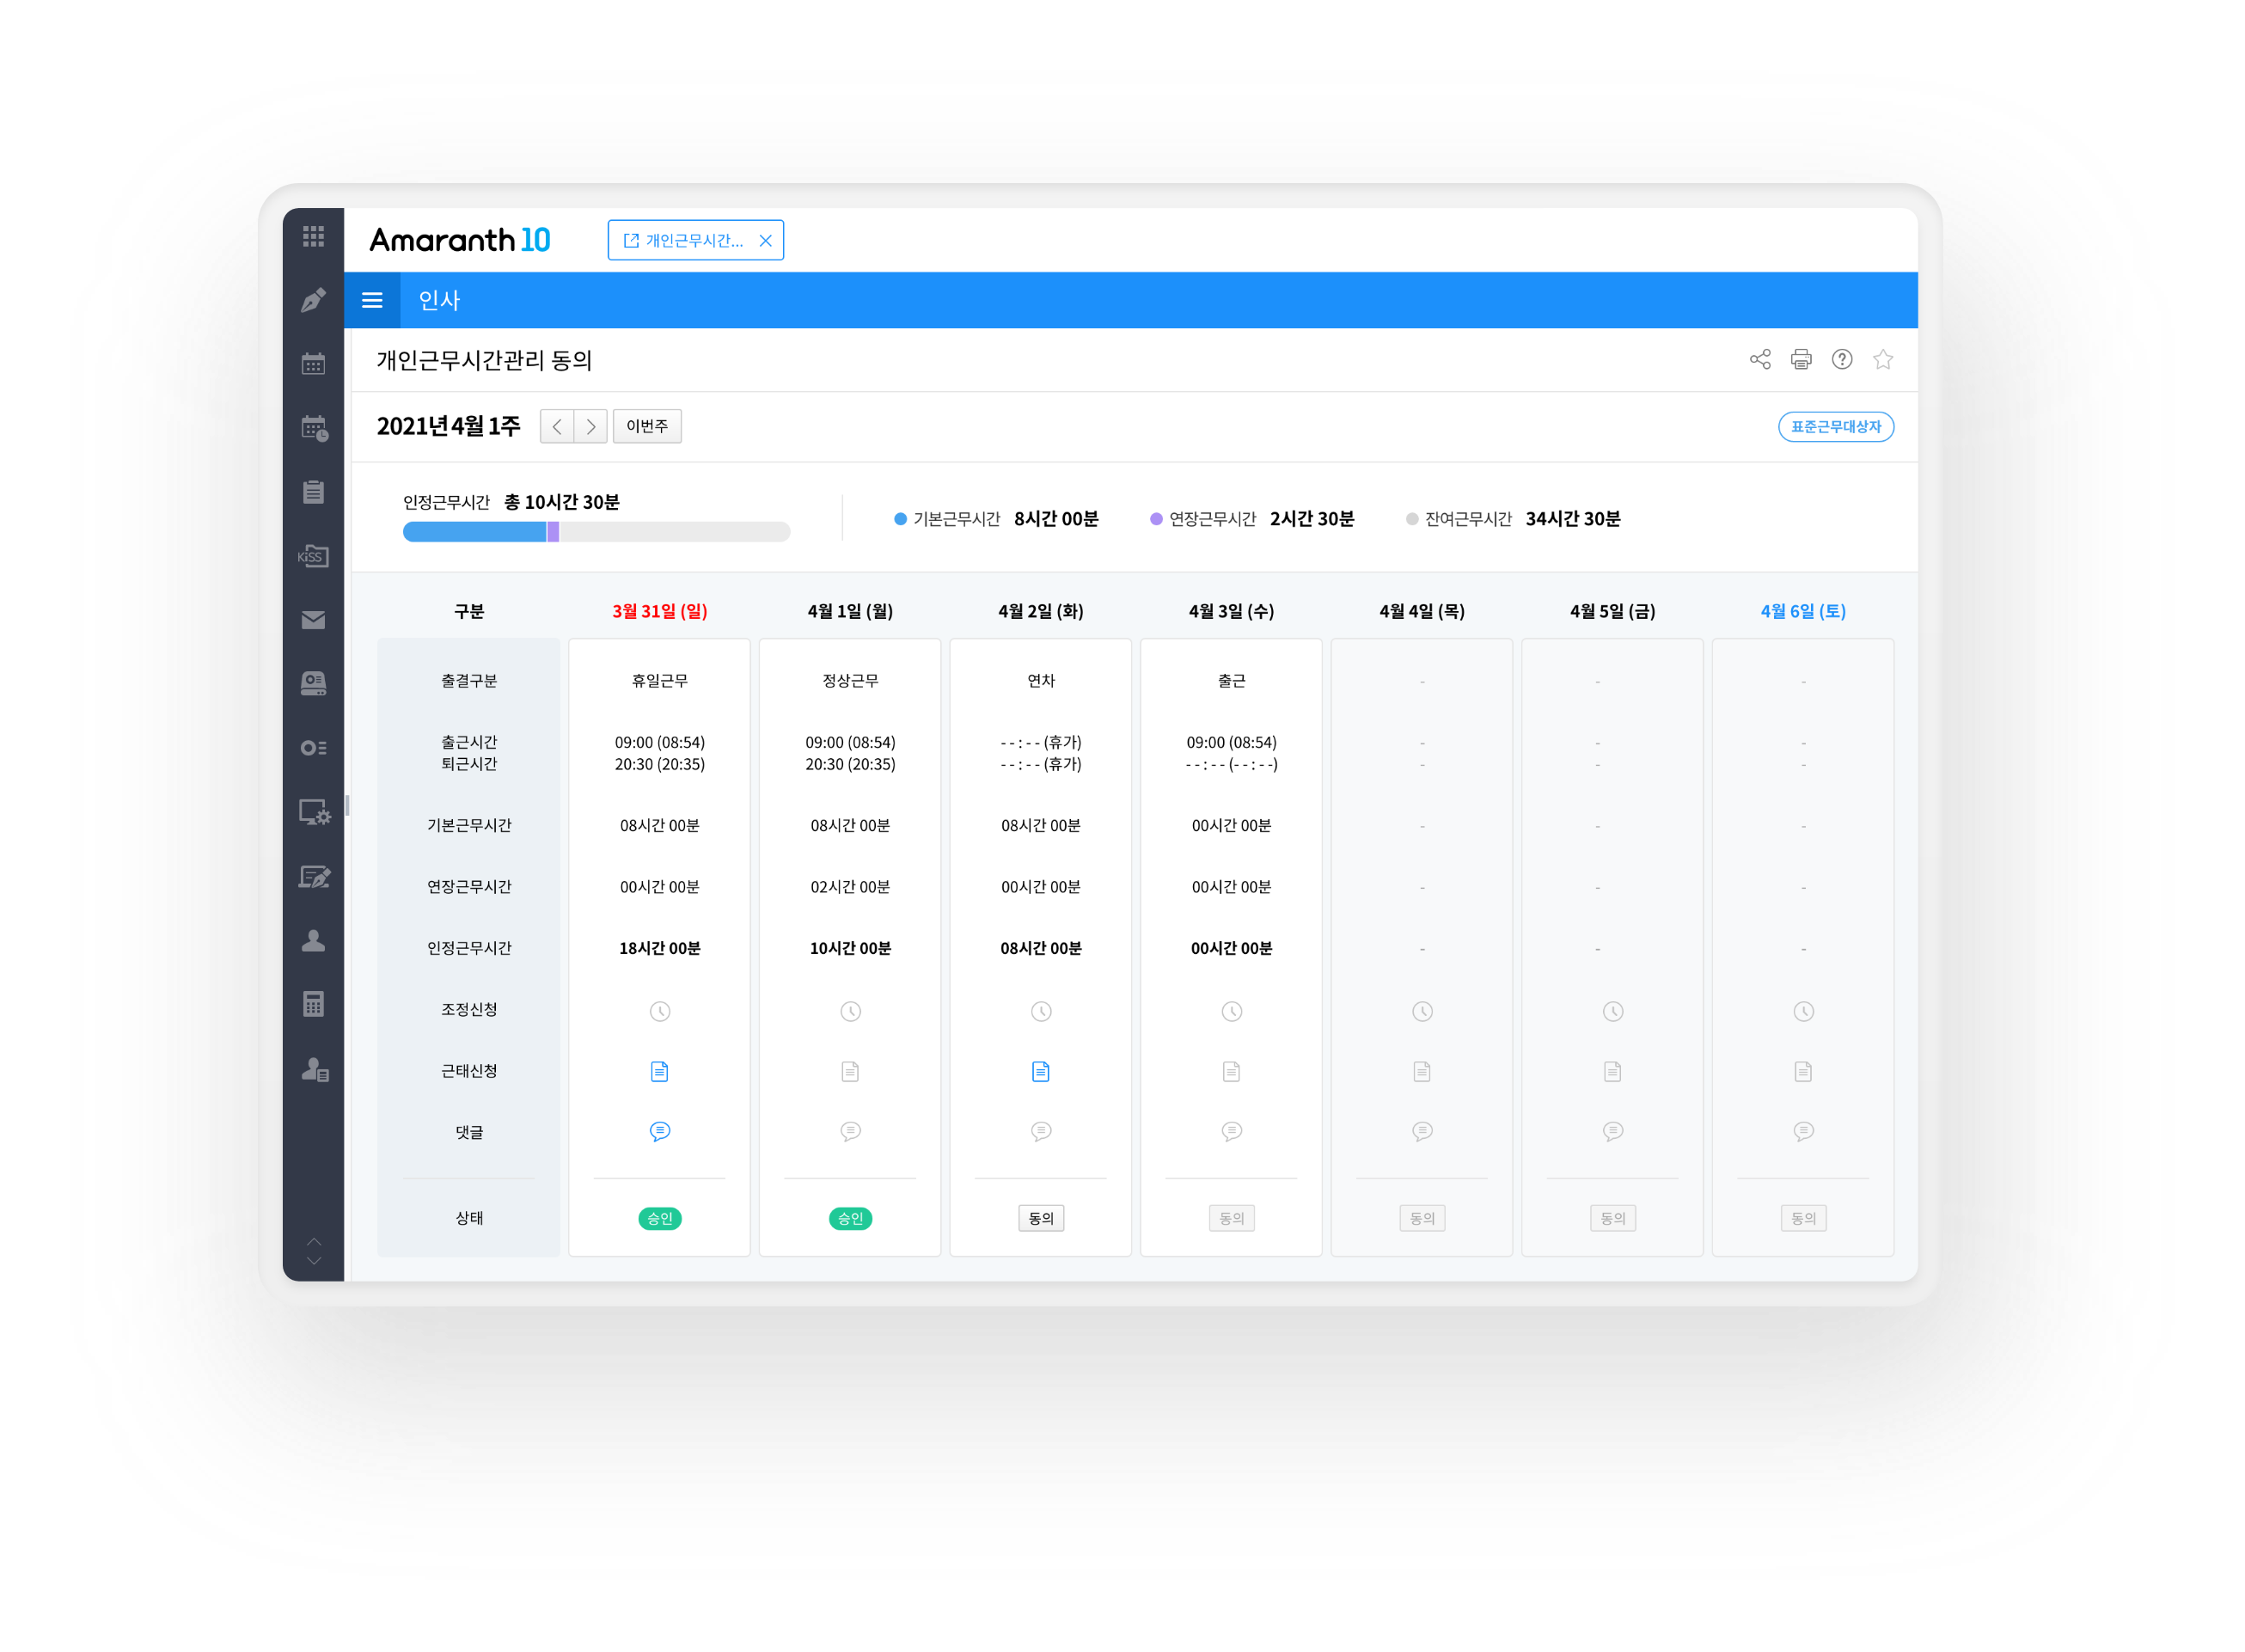 Amaranth 10
개인근무시간...
인사
개인근무시간관리 동의
2021년 4월 1주
이번주
표준근무대상자
인정근무시간 총 10시간 30분
기본근무시간 8시간 00분
연장근무시간 2시간 30분
잔여근무시간 34시간 30분
KiSS
구분 3월 31일 (일) 4월 1일 (월) 4월 2일 (화) 4월 3일 (수) 4월 4일 (목) 4월 5일 (금) 4월 6일 (토)
출결구분 휴일근무 정상근무 연차 출근 - - -
출근시간 09:00 (08:54) 09:00 (08:54) --:-- (휴가) 09:00 (08:54) - - -
퇴근시간 20:30 (20:35) 20:30 (20:35) --:-- (휴가) --:-- (--:--) - - -
기본근무시간 08시간 00분 08시간 00분 08시간 00분 00시간 00분 - - -
연장근무시간 00시간 00분 02시간 00분 00시간 00분 00시간 00분 - - -
인정근무시간 18시간 00분 10시간 00분 08시간 00분 00시간 00분 - - -
조정신청
근태신청
댓글
상태 승인 승인 동의 동의 동의 동의 동의